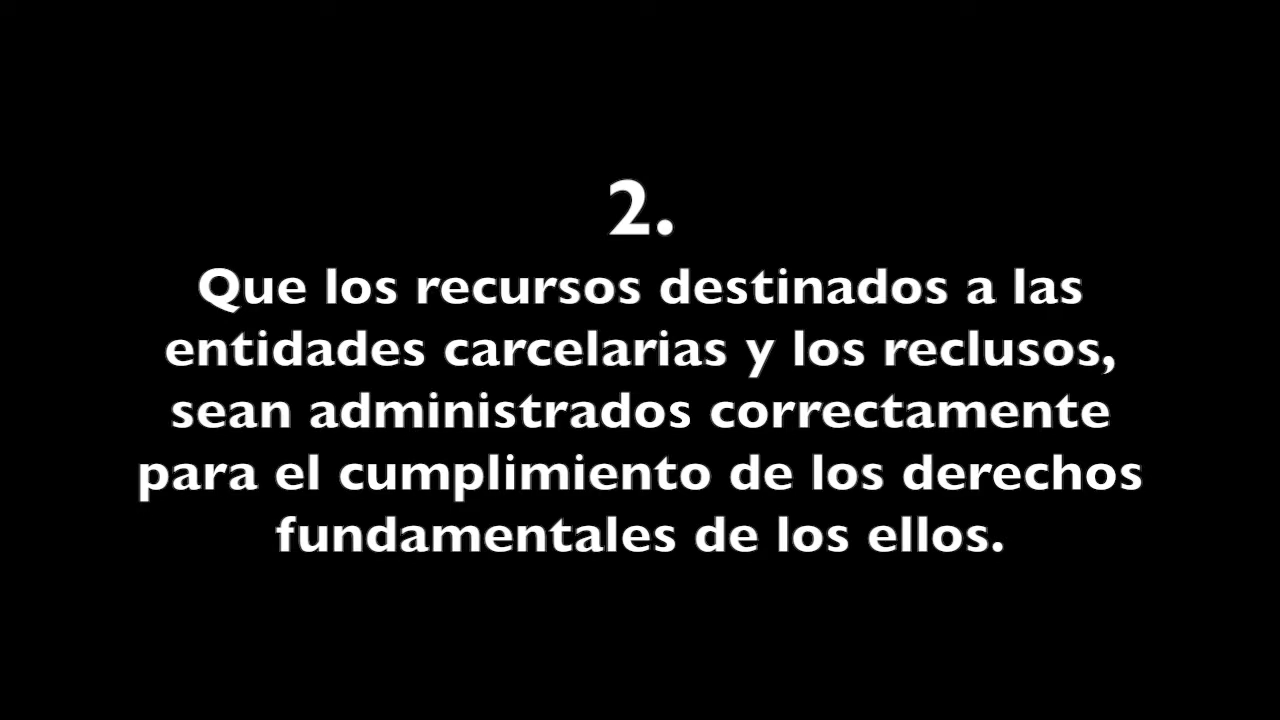 2.
Que los recursos destinados a las
entidades carcelarias y los reclusos,
sean administrados correctamente
para el cumplimiento de los derechos
fundamentales de los ellos.